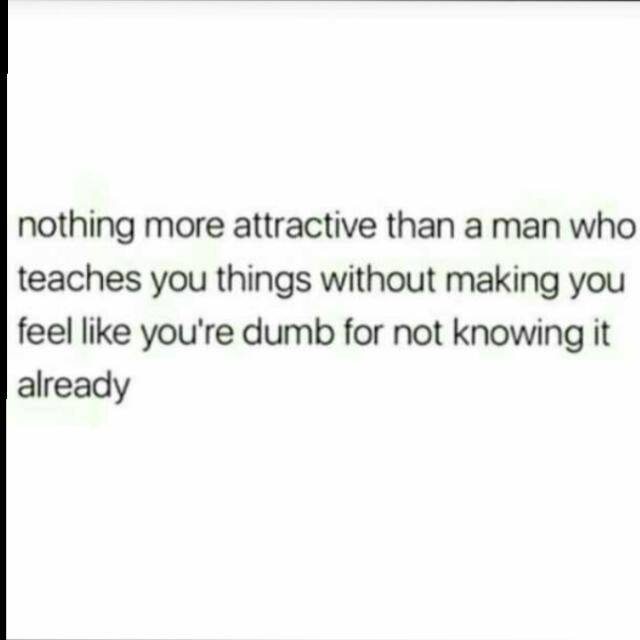 nothing more attractive than a man who
teaches you things without making you
feel like you're dumb for not knowing it
already